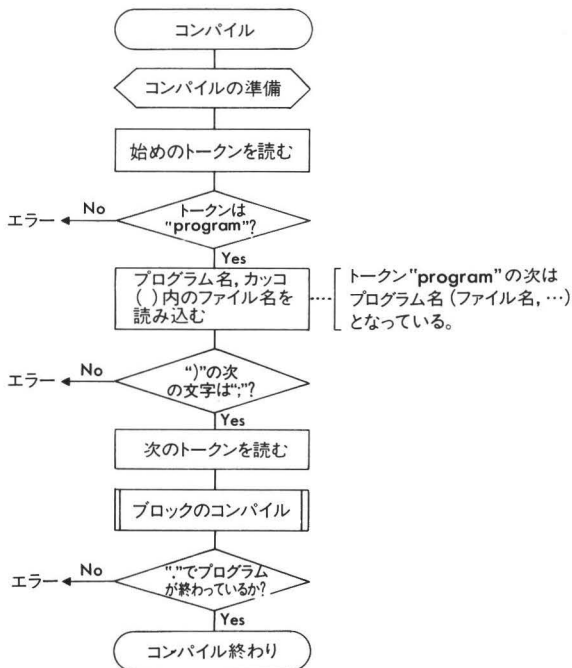 コンパイル
コンパイルの準備
始めのトークンを読む
トークンは
“program”?
No
エラー
Yes
プログラム名,カッコ
( )内のファイル名を
読み込む
トークン“program”の次は
プログラム名(ファイル名,…)
となっている。
“)”の次
の文字は“;”?
No
エラー
Yes
次のトークンを読む
ブロックのコンパイル
“.”でプログラム
が終わっているか?
No
エラー
Yes
コンパイル終わり